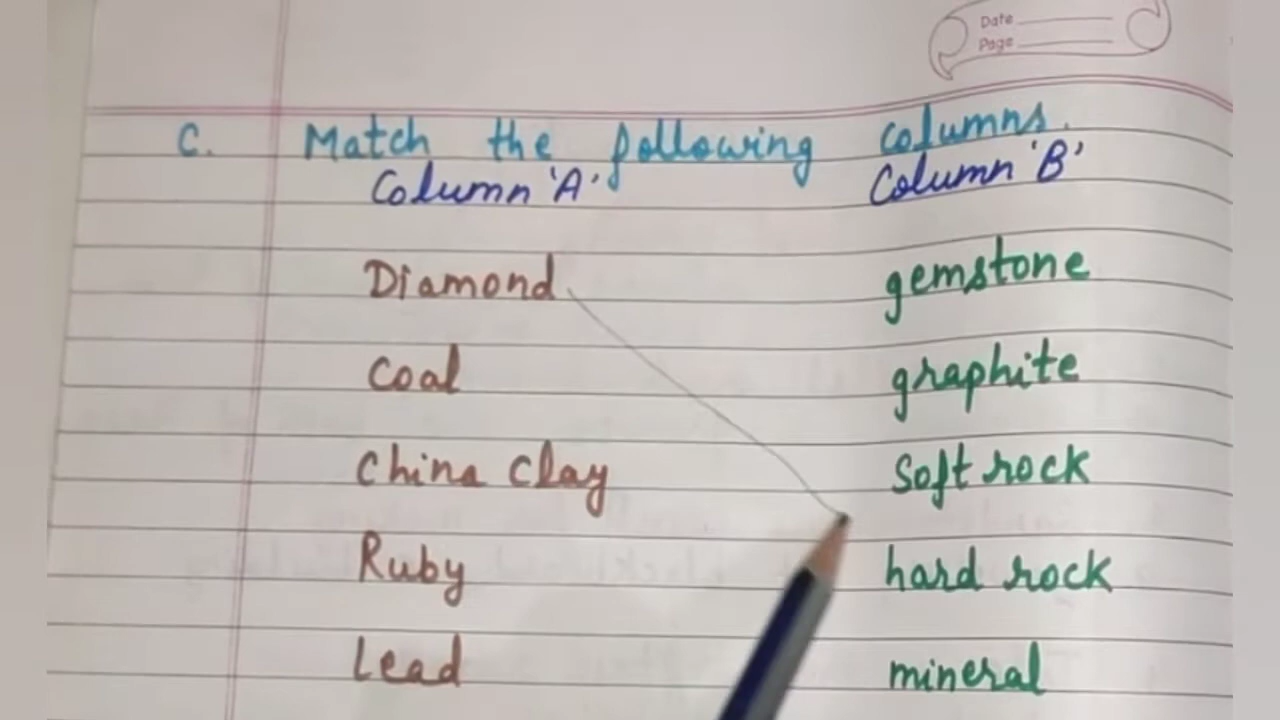 Date
Page
C. Match the following columns.
Column 'A' Column 'B'
Diamond gemstone
Coal graphite
China Clay Soft rock
Ruby hard rock
Lead mineral